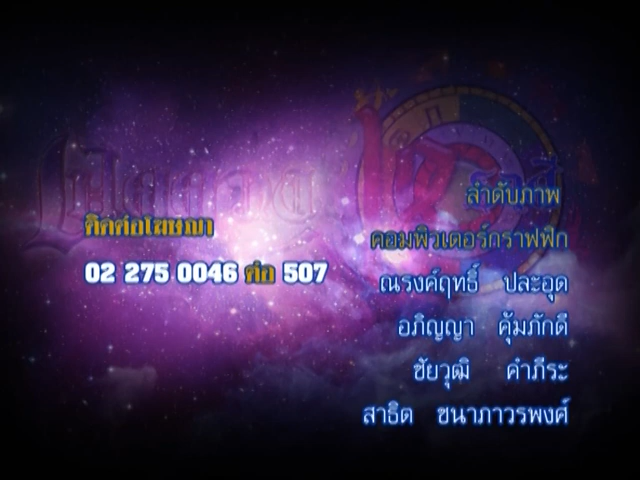 ติดต่อโฆษณา
02 275 0046 ต่อ 507
ลำดับภาพ
คอมพิวเตอร์กราฟฟิก
ณรงค์ฤทธิ์ ปละอุด
อภิญญา คุ้มภักดี
ชัยวุฒิ คำภีระ
สาธิต ชนาภาวรพงศ์